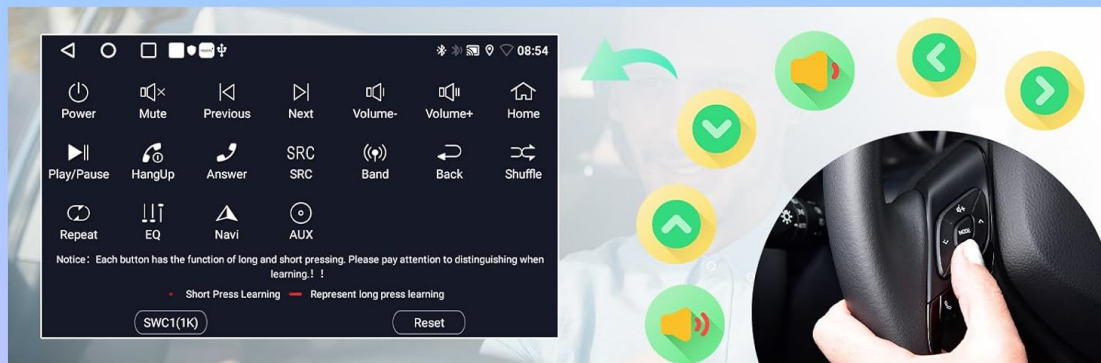 08:54
Power Mute Previous Next Volume- Volume+ Home
SRC
Play/Pause HangUp Answer SRC Band Back Shuffle
Repeat EQ Navi AUX
Notice: Each button has the function of long and short pressing. Please pay attention to distinguishing when
learning.! !
Short Press Learning Represent long press learning
SWC1(1K) Reset
MODE